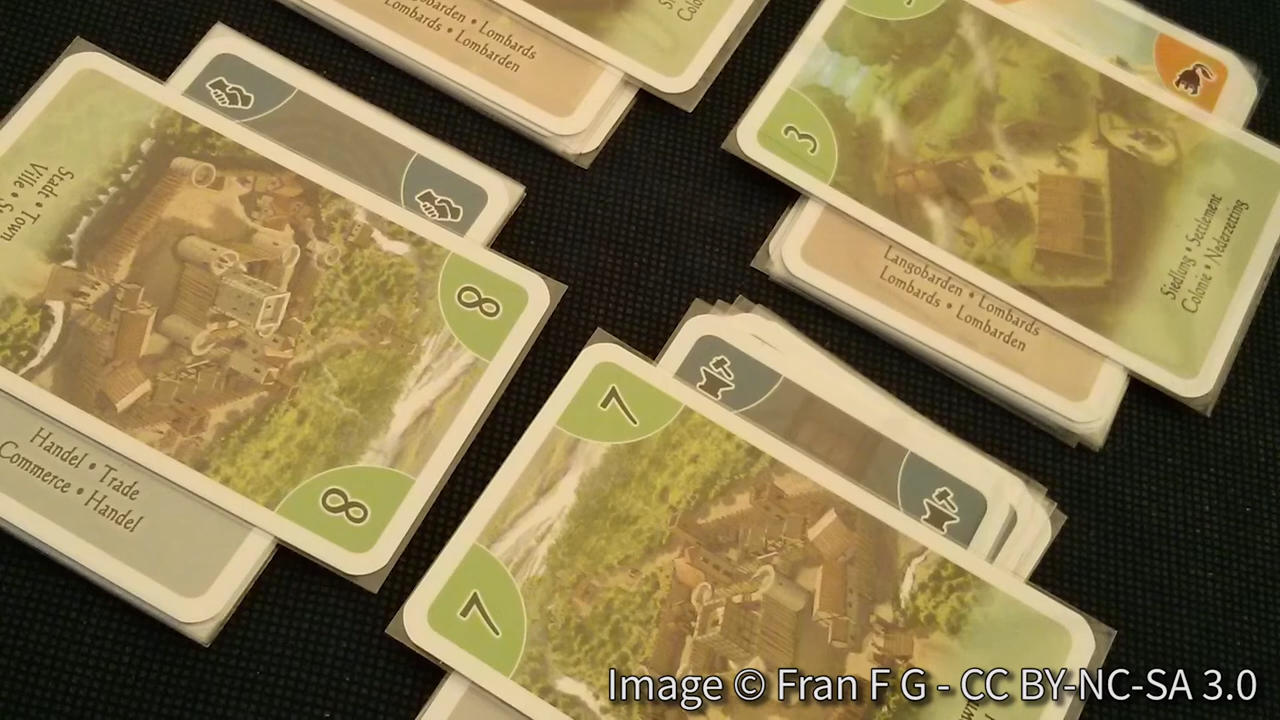 Lombards
Lombards • Lombarden
Stadt • Town
Ville •
8
8
Handel • Trade
Commerce • Handel
3
Siedlung • Settlement
Colonie • Nederzetting
Langobarden • Lombards
Lombards • Lombarden
7
7
Image © Fran F G - CC BY-NC-SA 3.0